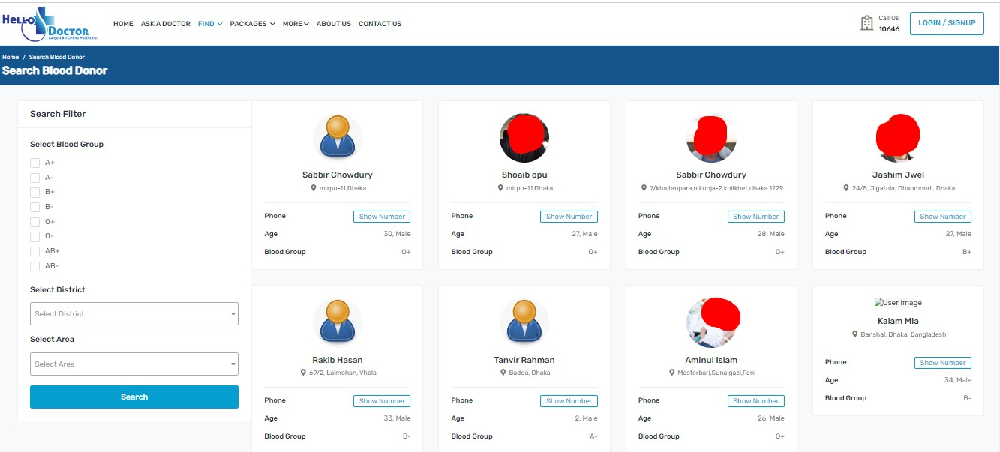 Hello
Doctor
Largest BD Online Healthcare.
HOME ASK A DOCTOR FIND PACKAGES MORE ABOUT US CONTACT US
Call Us
10646
LOGIN / SIGNUP
Home / Search Blood Donor
Search Blood Donor
Search Filter
Select Blood Group
A+
A-
B+
B-
O+
O-
AB+
AB-
Select District
Select District
Select Area
Select Area
Search
Sabbir Chowdury
mirpu-11,Dhaka
Phone Show Number
Age 30, Male
Blood Group O+
Shoaib opu
mirpu-11,Dhaka
Phone Show Number
Age 27, Male
Blood Group O+
Sabbir Chowdury
7/kha,tanpara,nikunja-2,khilkhet,dhaka 1229
Phone Show Number
Age 28, Male
Blood Group O+
Jashim Jwel
24/8, Jigatola, Dhanmondi, Dhaka
Phone Show Number
Age 27, Male
Blood Group B+
Rakib Hasan
69/2, Lalmohan, Vhola
Phone Show Number
Age 33, Male
Blood Group B-
Tanvir Rahman
Badda, Dhaka
Phone Show Number
Age 2, Male
Blood Group A-
Aminul Islam
Masterbari,Sunaigazi,Feni
Phone Show Number
Age 26, Male
Blood Group O+
User Image
Kalam MIa
Banshal, Dhaka, Bangladesh
Phone Show Number
Age 34, Male
Blood Group B-